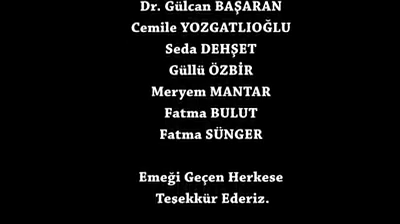 Dr. Gülcan BAŞARAN
Cemile YOZGATLIOĞLU
Seda DEHŞET
Güllü ÖZBİR
Meryem MANTAR
Fatma BULUT
Fatma SÜNGER
Emeği Geçen Herkese
Teşekkür Ederiz.